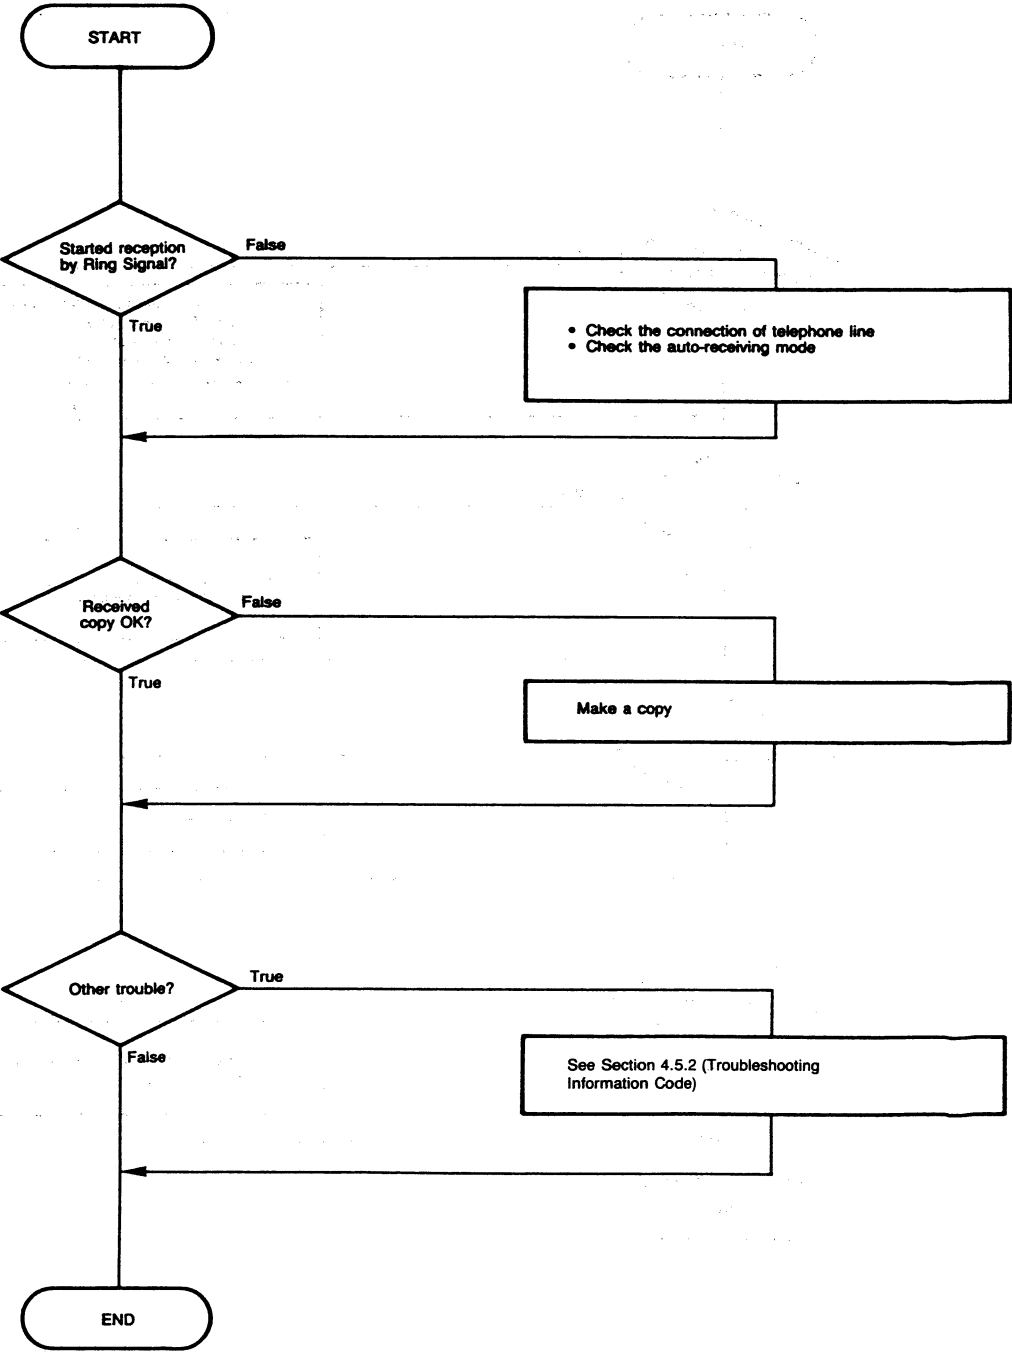 START
Started reception
by Ring Signal?
False
True
• Check the connection of telephone line
• Check the auto-receiving mode
Received
copy OK?
False
True
Make a copy
Other trouble?
True
False
See Section 4.5.2 (Troubleshooting
Information Code)
END